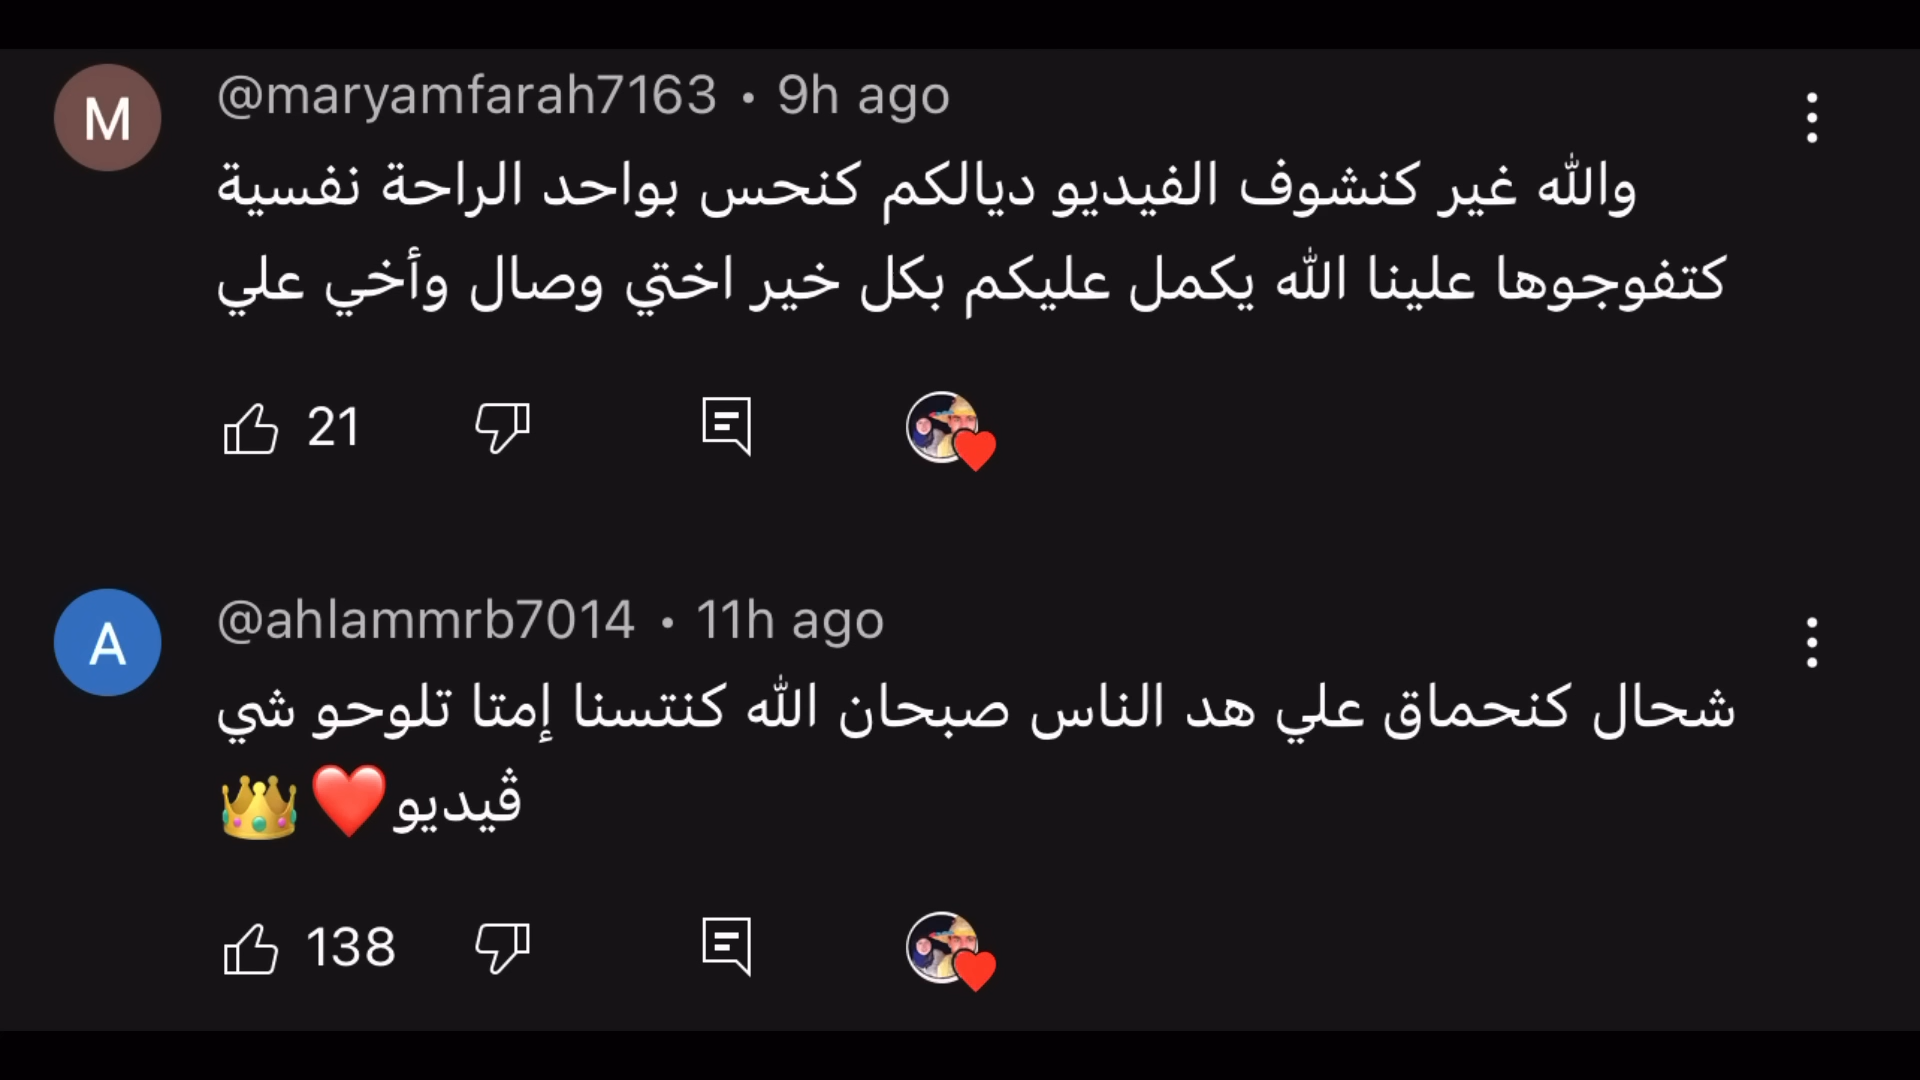 M
@maryamfarah7163 • 9h ago
والله غير كنشوف الفيديو ديالكم كنحس بواحد الراحة نفسية
كتفوجوها علينا الله يكمل عليكم بكل خير اختي وصال وأخي علي
21
A
@ahlammrb7014 • 11h ago
شحال كنحماق علي هد الناس صبحان الله كنتسنا إمتا تلوحو شي
ڤيديو❤️👑
138